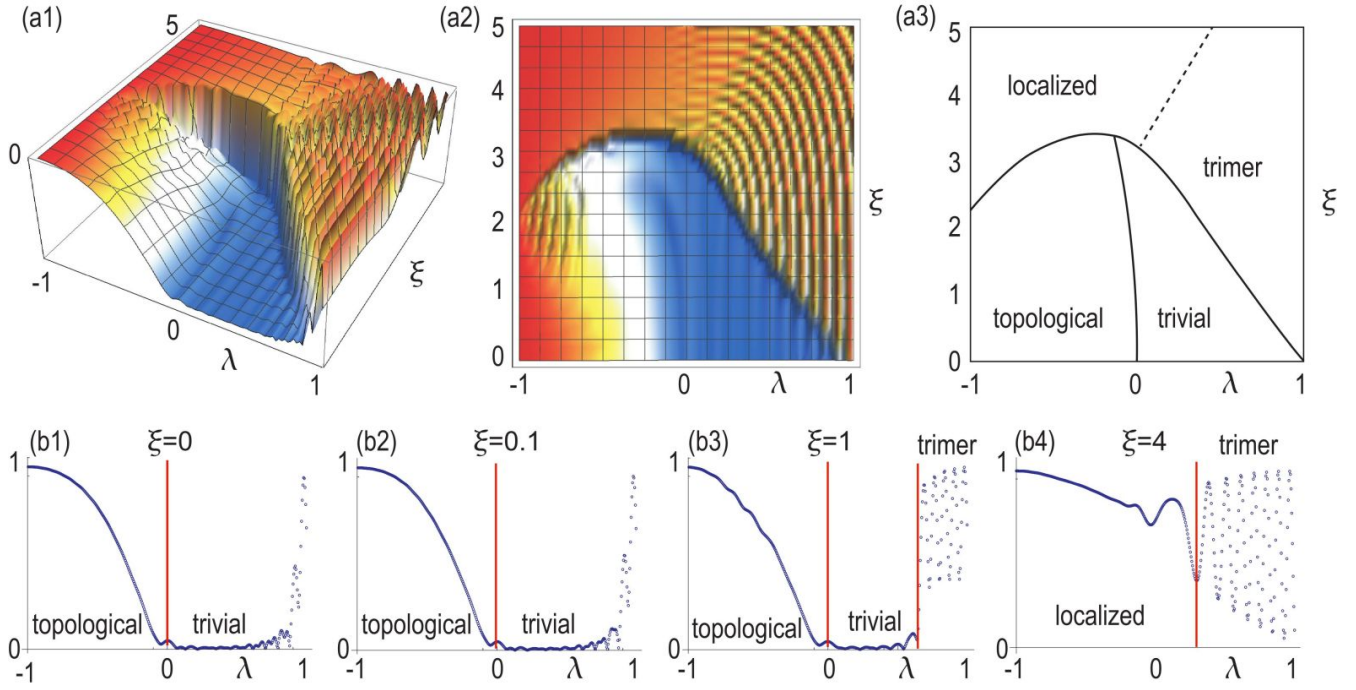 (a1)
5
0
-1
0
1
λ
ξ
(a2)
5
4
3
2
1
0
-1
0
λ
1
ξ
(a3)
5
4
3
2
1
0
localized
trimer
topological
trivial
-1
0
λ
1
ξ
(b1) ξ=0
1
0
topological trivial
-1
0
λ
1
(b2) ξ=0.1
1
0
topological trivial
-1
0
λ
1
(b3) ξ=1 trimer
1
0
topological trivial
-1
0
λ
1
(b4) ξ=4 trimer
1
0
localized
-1
0
λ
1